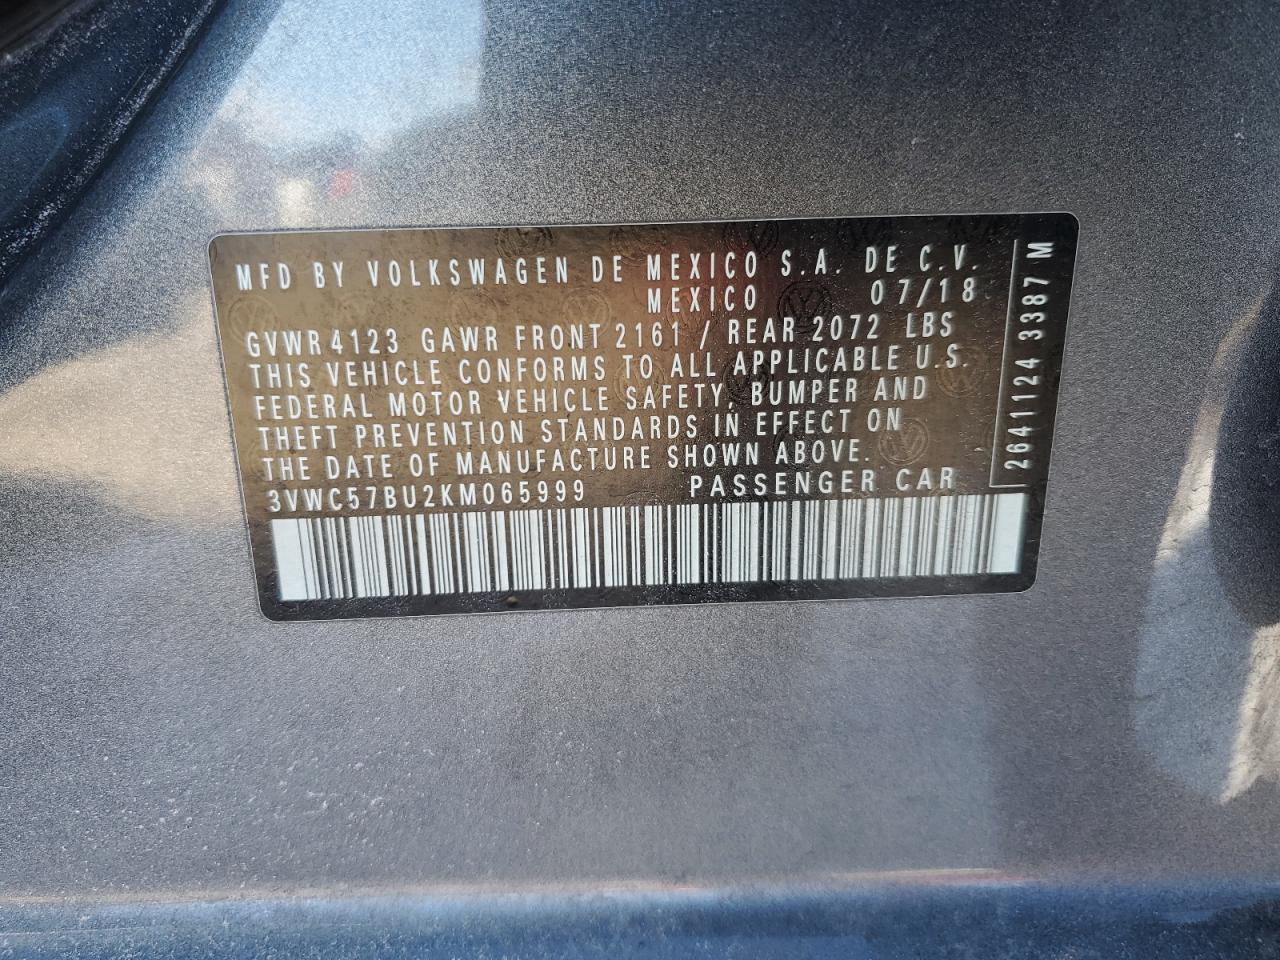 MFD BY VOLKSWAGEN DE MEXICO S.A. DE C.V.
MEXICO 07/18
GVWR 4123 GAWR FRONT 2161 / REAR 2072 LBS
THIS VEHICLE CONFORMS TO ALL APPLICABLE U.S.
FEDERAL MOTOR VEHICLE SAFETY, BUMPER AND
THEFT PREVENTION STANDARDS IN EFFECT ON
THE DATE OF MANUFACTURE SHOWN ABOVE.
3VWC57BU2KM065999 PASSENGER CAR
2641124 3387 M